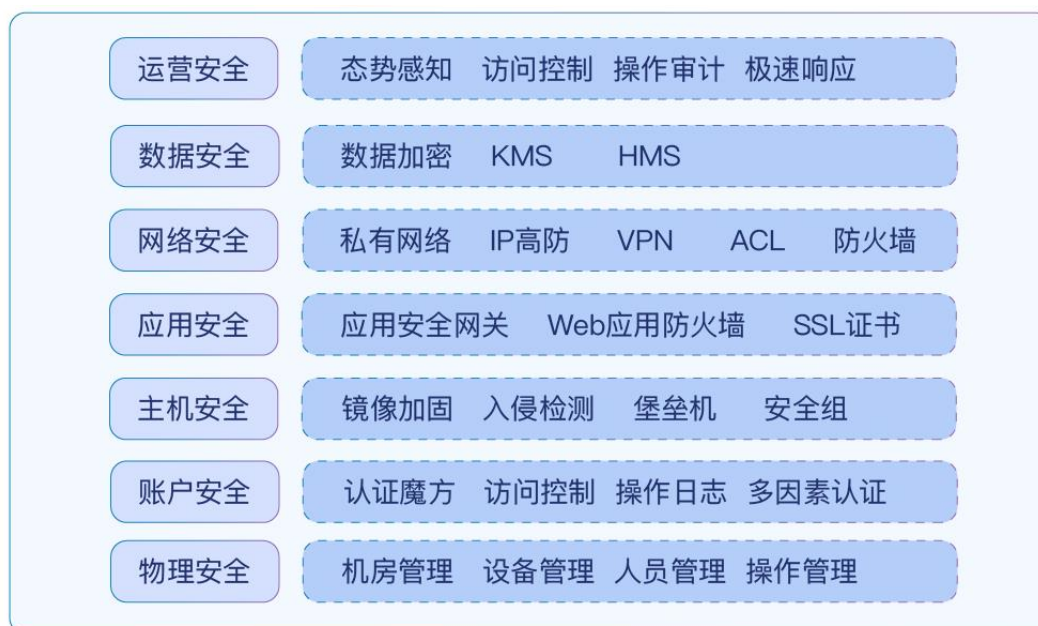 运营安全 态势感知 访问控制 操作审计 极速响应
数据安全 数据加密 KMS HMS
网络安全 私有网络 IP高防 VPN ACL 防火墙
应用安全 应用安全网关 Web应用防火墙 SSL证书
主机安全 镜像加固 入侵检测 堡垒机 安全组
账户安全 认证魔方 访问控制 操作日志 多因素认证
物理安全 机房管理 设备管理 人员管理 操作管理